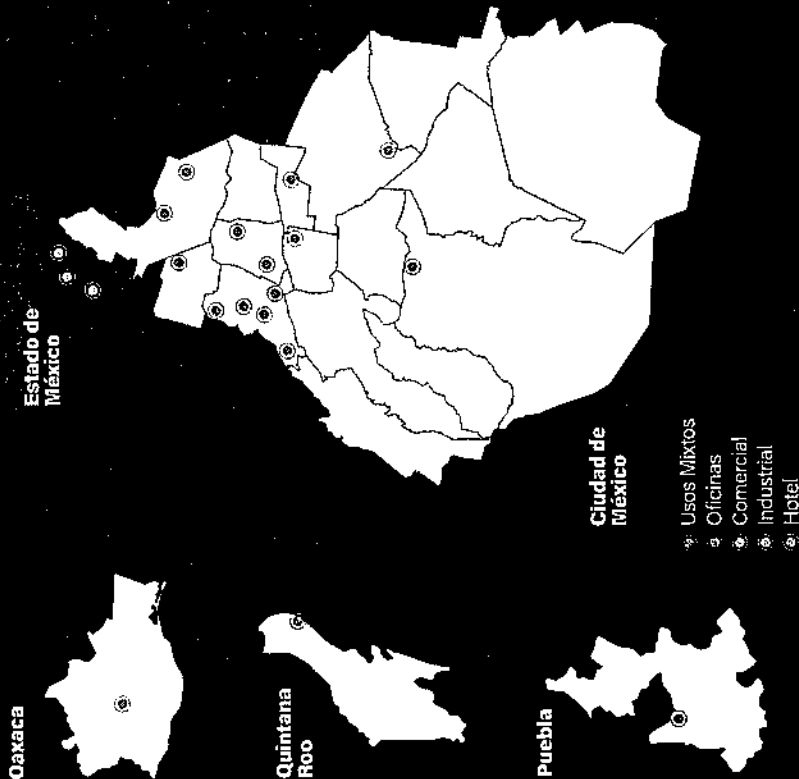 Oaxaca
Quintana
Roo
Puebla
Estado de
México
Ciudad de
México
Usos Mixtos
Oficinas
Comercial
Industrial
Hotel